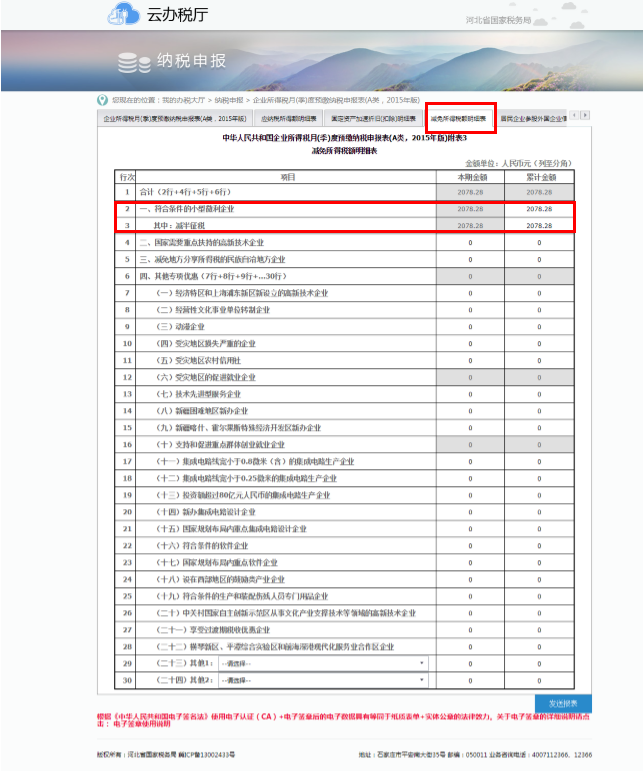 云办税厅
河北省国家税务局
纳税申报
您现在的位置：我的办税大厅 > 纳税申报 > 企业所得税月(季)度预缴纳税申报表(A类，2015年版)
企业所得税月(季)度预缴纳税申报表(A类，2015年版) 应纳税所得额明细表 固定资产加速折旧(扣除)明细表 减免所得税额明细表 居民企业参股外国企业信
中华人民共和国企业所得税月(季)度预缴纳税申报表(A类，2015年版)附表3
减免所得税额明细表
金额单位：人民币元（列至分角）
行次 项目 本期金额 累计金额
1 合计（2行+4行+5行+6行） 2078.28 2078.28
2 一、符合条件的小型微利企业 2078.28 2078.28
3 其中：减半征税 2078.28 2078.28
4 二、国家需要重点扶持的高新技术企业 0 0
5 三、减免地方分享所得税的民族自治地方企业 0 0
6 四、其他专项优惠（7行+8行+9行+…30行） 0 0
7 （一）经济特区和上海浦东新区新设立的高新技术企业 0 0
8 （二）经营性文化事业单位转制企业 0 0
9 （三）动漫企业 0 0
10 （四）受灾地区损失严重的企业 0 0
11 （五）受灾地区农村信用社 0 0
12 （六）受灾地区的促进就业企业 0 0
13 （七）技术先进型服务企业 0 0
14 （八）新疆困难地区新办企业 0 0
15 （九）新疆喀什、霍尔果斯特殊经济开发区新办企业 0 0
16 （十）支持和促进重点群体创业就业企业 0 0
17 （十一）集成电路线宽小于0.8微米（含）的集成电路生产企业 0 0
18 （十二）集成电路线宽小于0.25微米的集成电路生产企业 0 0
19 （十三）投资额超过80亿元人民币的集成电路生产企业 0 0
20 （十四）新办集成电路设计企业 0 0
21 （十五）国家规划布局内重点集成电路设计企业 0 0
22 （十六）符合条件的软件企业 0 0
23 （十七）国家规划布局内重点软件企业 0 0
24 （十八）设在西部地区的鼓励类产业企业 0 0
25 （十九）符合条件的生产和装配伤残人员专门用品企业 0 0
26 （二十）中关村国家自主创新示范区从事文化产业支撑技术等领域的高新技术企业 0 0
27 （二十一）享受过渡期税收优惠企业 0 0
28 （二十二）横琴新区、平潭综合实验区和前海深港现代化服务业合作区企业 0 0
29 （二十三）其他1： --请选择-- 0 0
30 （二十四）其他2： --请选择-- 0 0
发送报表
根据《中华人民共和国电子签名法》使用电子认证（CA）+电子签章后的电子数据具有等同于纸质表单+实体公章的法律效力，关于电子签章的详细说明请点
击： 电子签章使用说明
版权所有：河北省国家税务局 冀ICP备13002433号 地址：石家庄市平安南大街35号 邮编：050011 业务咨询电话：4007112366、12366